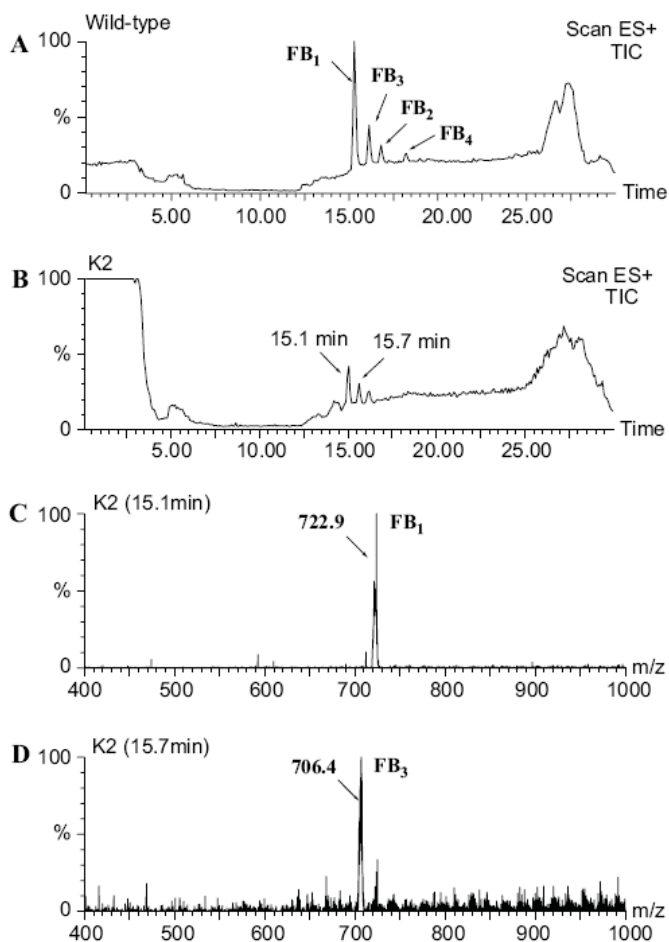 A
Wild-type
Scan ES+
TIC
100
%
0
FB₁
FB₃
FB₂
FB₄
5.00 10.00 15.00 20.00 25.00
Time
B
K2
Scan ES+
TIC
100
%
0
15.1 min
15.7 min
5.00 10.00 15.00 20.00 25.00
Time
C
K2 (15.1min)
100
%
0
722.9
FB₁
400 500 600 700 800 900 1000
m/z
D
K2 (15.7min)
100
%
0
706.4
FB₃
400 500 600 700 800 900 1000
m/z